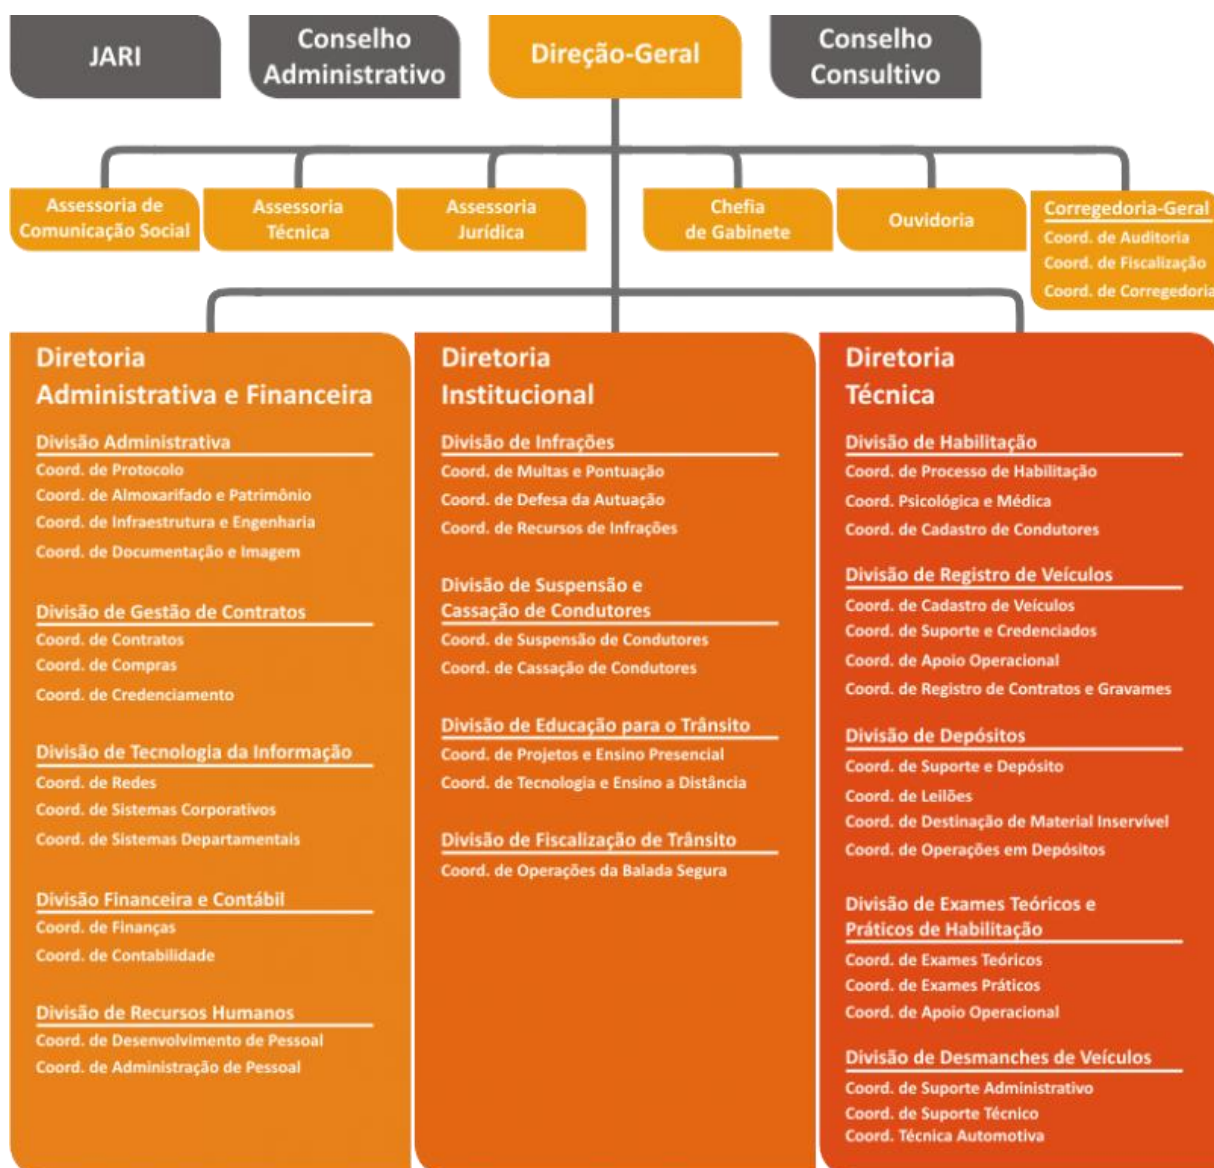 JARI
Conselho
Administrativo
Direção-Geral
Conselho
Consultivo
Assessoria de
Comunicação Social
Assessoria
Técnica
Assessoria
Jurídica
Chefia
de Gabinete
Ouvidoria
Corregedoria-Geral
Coord. de Auditoria
Coord. de Fiscalização
Coord. de Corregedoria
Diretoria
Administrativa e Financeira
Divisão Administrativa
Coord. de Protocolo
Coord. de Almoxarifado e Patrimônio
Coord. de Infraestrutura e Engenharia
Coord. de Documentação e Imagem
Divisão de Gestão de Contratos
Coord. de Contratos
Coord. de Compras
Coord. de Credenciamento
Divisão de Tecnologia da Informação
Coord. de Redes
Coord. de Sistemas Corporativos
Coord. de Sistemas Departamentais
Divisão Financeira e Contábil
Coord. de Finanças
Coord. de Contabilidade
Divisão de Recursos Humanos
Coord. de Desenvolvimento de Pessoal
Coord. de Administração de Pessoal
Diretoria
Institucional
Divisão de Infrações
Coord. de Multas e Pontuação
Coord. de Defesa da Autuação
Coord. de Recursos de Infrações
Divisão de Suspensão e
Cassação de Condutores
Coord. de Suspensão de Condutores
Coord. de Cassação de Condutores
Divisão de Educação para o Trânsito
Coord. de Projetos e Ensino Presencial
Coord. de Tecnologia e Ensino a Distância
Divisão de Fiscalização de Trânsito
Coord. de Operações da Balada Segura
Diretoria
Técnica
Divisão de Habilitação
Coord. de Processo de Habilitação
Coord. Psicológica e Médica
Coord. de Cadastro de Condutores
Divisão de Registro de Veículos
Coord. de Cadastro de Veículos
Coord. de Suporte e Credenciados
Coord. de Apoio Operacional
Coord. de Registro de Contratos e Gravames
Divisão de Depósitos
Coord. de Suporte e Depósito
Coord. de Leilões
Coord. de Destinação de Material Inservível
Coord. de Operações em Depósitos
Divisão de Exames Teóricos e
Práticos de Habilitação
Coord. de Exames Teóricos
Coord. de Exames Práticos
Coord. de Apoio Operacional
Divisão de Desmanches de Veículos
Coord. de Suporte Administrativo
Coord. de Suporte Técnico
Coord. Técnica Automotiva